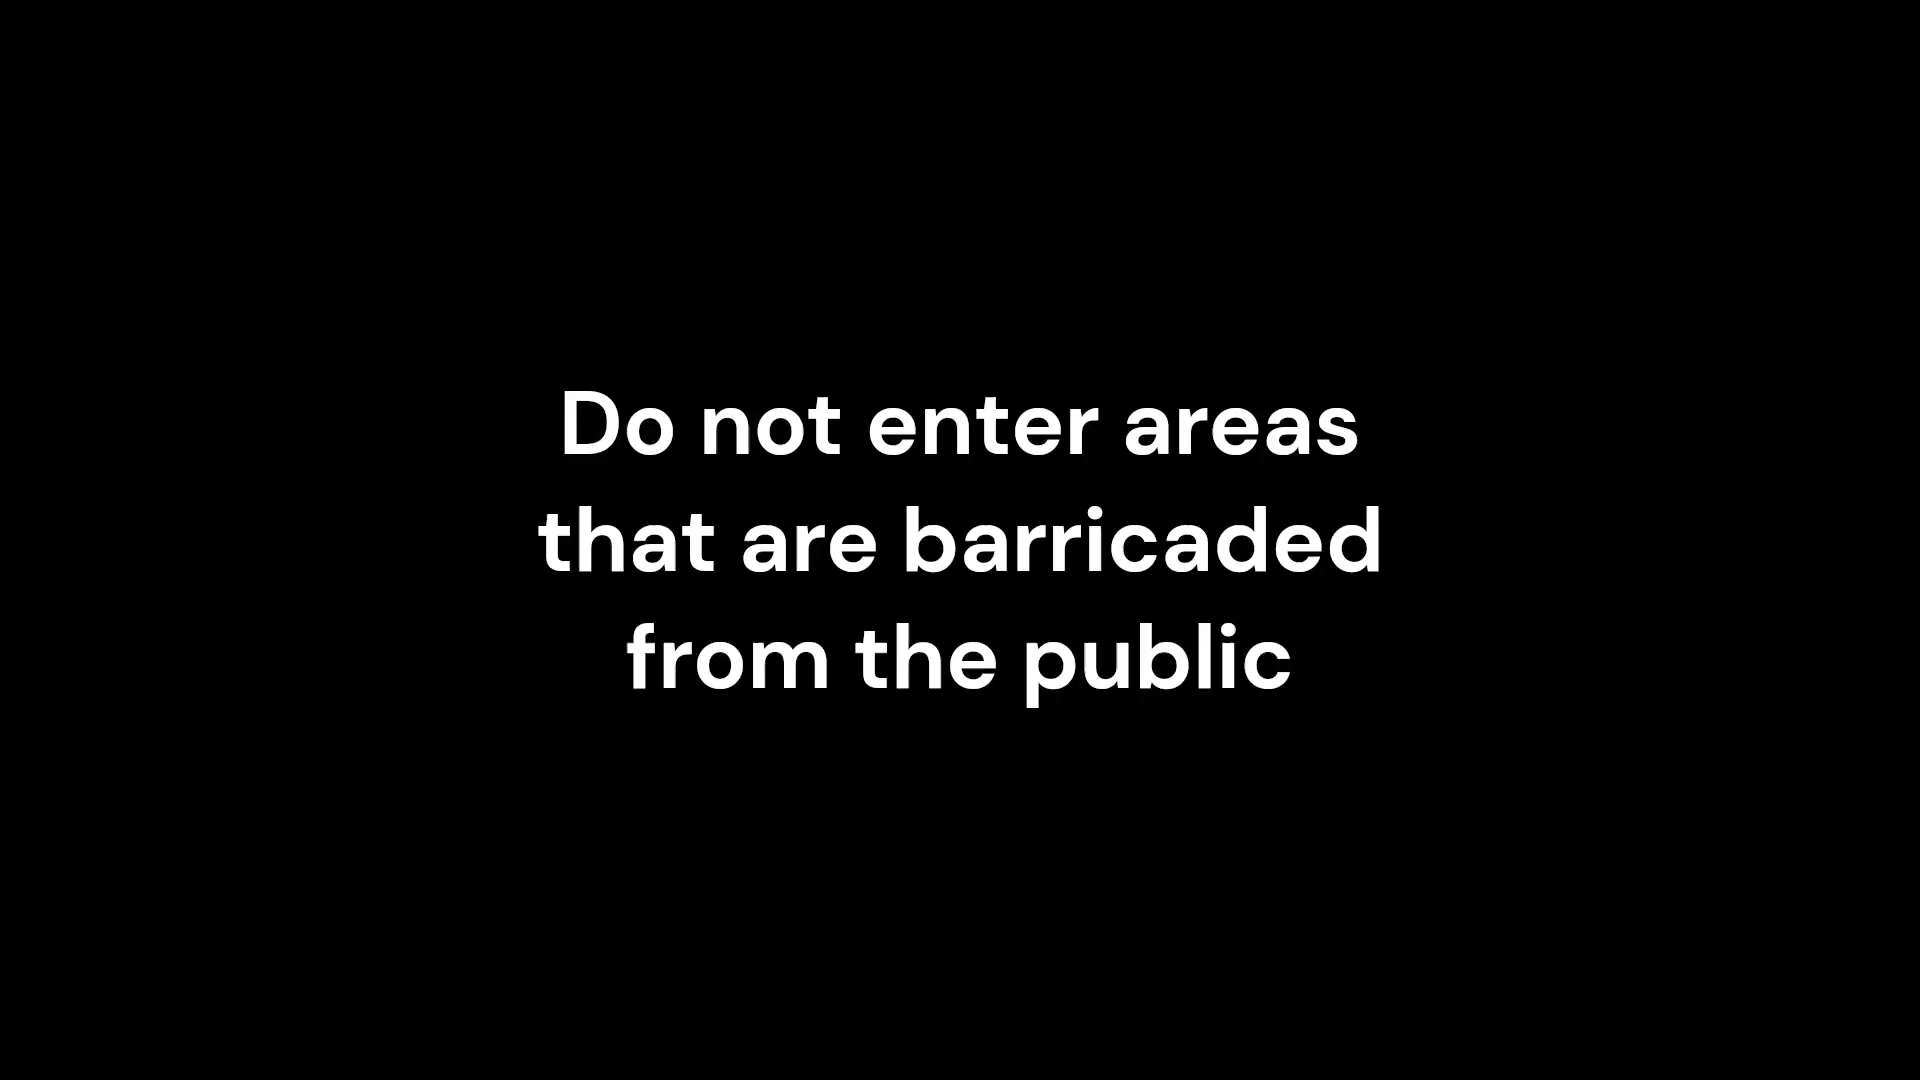 Do not enter areas
that are barricaded
from the public